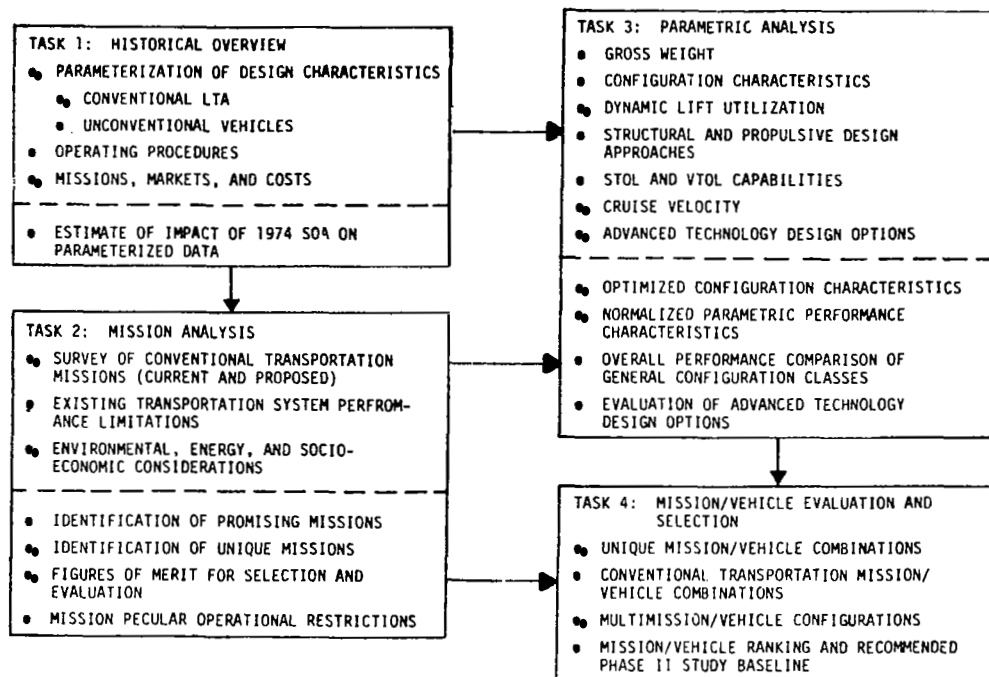 TASK 1: HISTORICAL OVERVIEW
• PARAMETERIZATION OF DESIGN CHARACTERISTICS
• CONVENTIONAL LTA
• UNCONVENTIONAL VEHICLES
• OPERATING PROCEDURES
• MISSIONS, MARKETS, AND COSTS
• ESTIMATE OF IMPACT OF 1974 SOA ON
PARAMETERIZED DATA
TASK 2: MISSION ANALYSIS
• SURVEY OF CONVENTIONAL TRANSPORTATION
MISSIONS (CURRENT AND PROPOSED)
• EXISTING TRANSPORTATION SYSTEM PERFROM-
ANCE LIMITATIONS
• ENVIRONMENTAL, ENERGY, AND SOCIO-
ECONOMIC CONSIDERATIONS
• IDENTIFICATION OF PROMISING MISSIONS
• IDENTIFICATION OF UNIQUE MISSIONS
• FIGURES OF MERIT FOR SELECTION AND
EVALUATION
• MISSION PECULAR OPERATIONAL RESTRICTIONS
TASK 3: PARAMETRIC ANALYSIS
• GROSS WEIGHT
• CONFIGURATION CHARACTERISTICS
• DYNAMIC LIFT UTILIZATION
• STRUCTURAL AND PROPULSIVE DESIGN
APPROACHES
• STOL AND VTOL CAPABILITIES
• CRUISE VELOCITY
• ADVANCED TECHNOLOGY DESIGN OPTIONS
• OPTIMIZED CONFIGURATION CHARACTERISTICS
• NORMALIZED PARAMETRIC PERFORMANCE
CHARACTERISTICS
• OVERALL PERFORMANCE COMPARISON OF
GENERAL CONFIGURATION CLASSES
• EVALUATION OF ADVANCED TECHNOLOGY
DESIGN OPTIONS
TASK 4: MISSION/VEHICLE EVALUATION AND
SELECTION
• UNIQUE MISSION/VEHICLE COMBINATIONS
• CONVENTIONAL TRANSPORTATION MISSION/
VEHICLE COMBINATIONS
• MULTIMISSION/VEHICLE CONFIGURATIONS
• MISSION/VEHICLE RANKING AND RECOMMENDED
PHASE II STUDY BASELINE